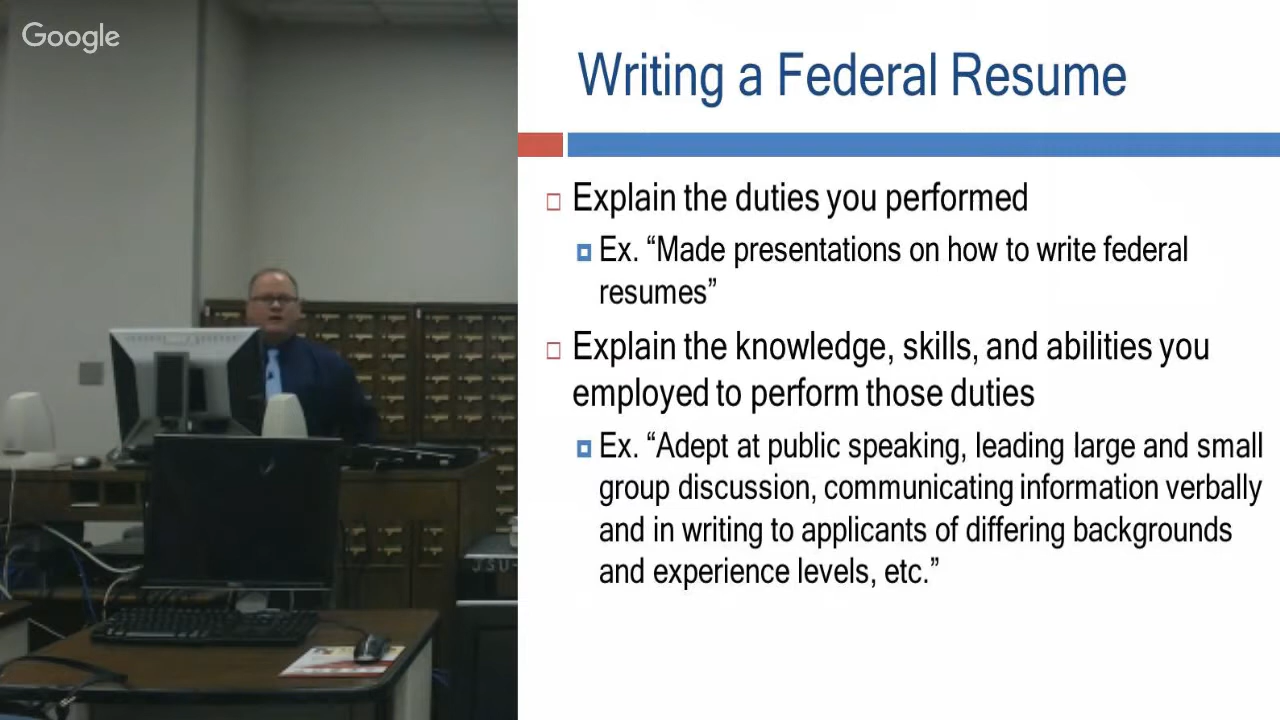 Google
Writing a Federal Resume
Explain the duties you performed
Ex. “Made presentations on how to write federal
resumes”
Explain the knowledge, skills, and abilities you
employed to perform those duties
Ex. “Adept at public speaking, leading large and small
group discussion, communicating information verbally
and in writing to applicants of differing backgrounds
and experience levels, etc.”
JSU-